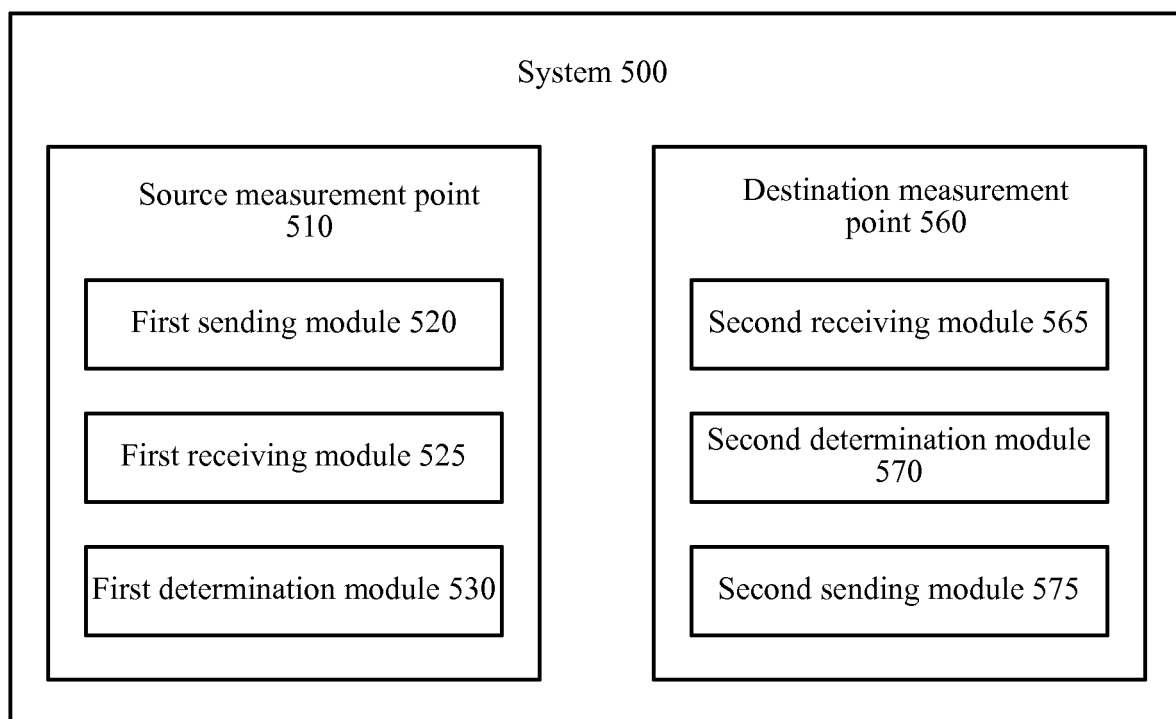 System 500
Source measurement point
510
First sending module 520
First receiving module 525
First determination module 530
Destination measurement
point 560
Second receiving module 565
Second determination module
570
Second sending module 575